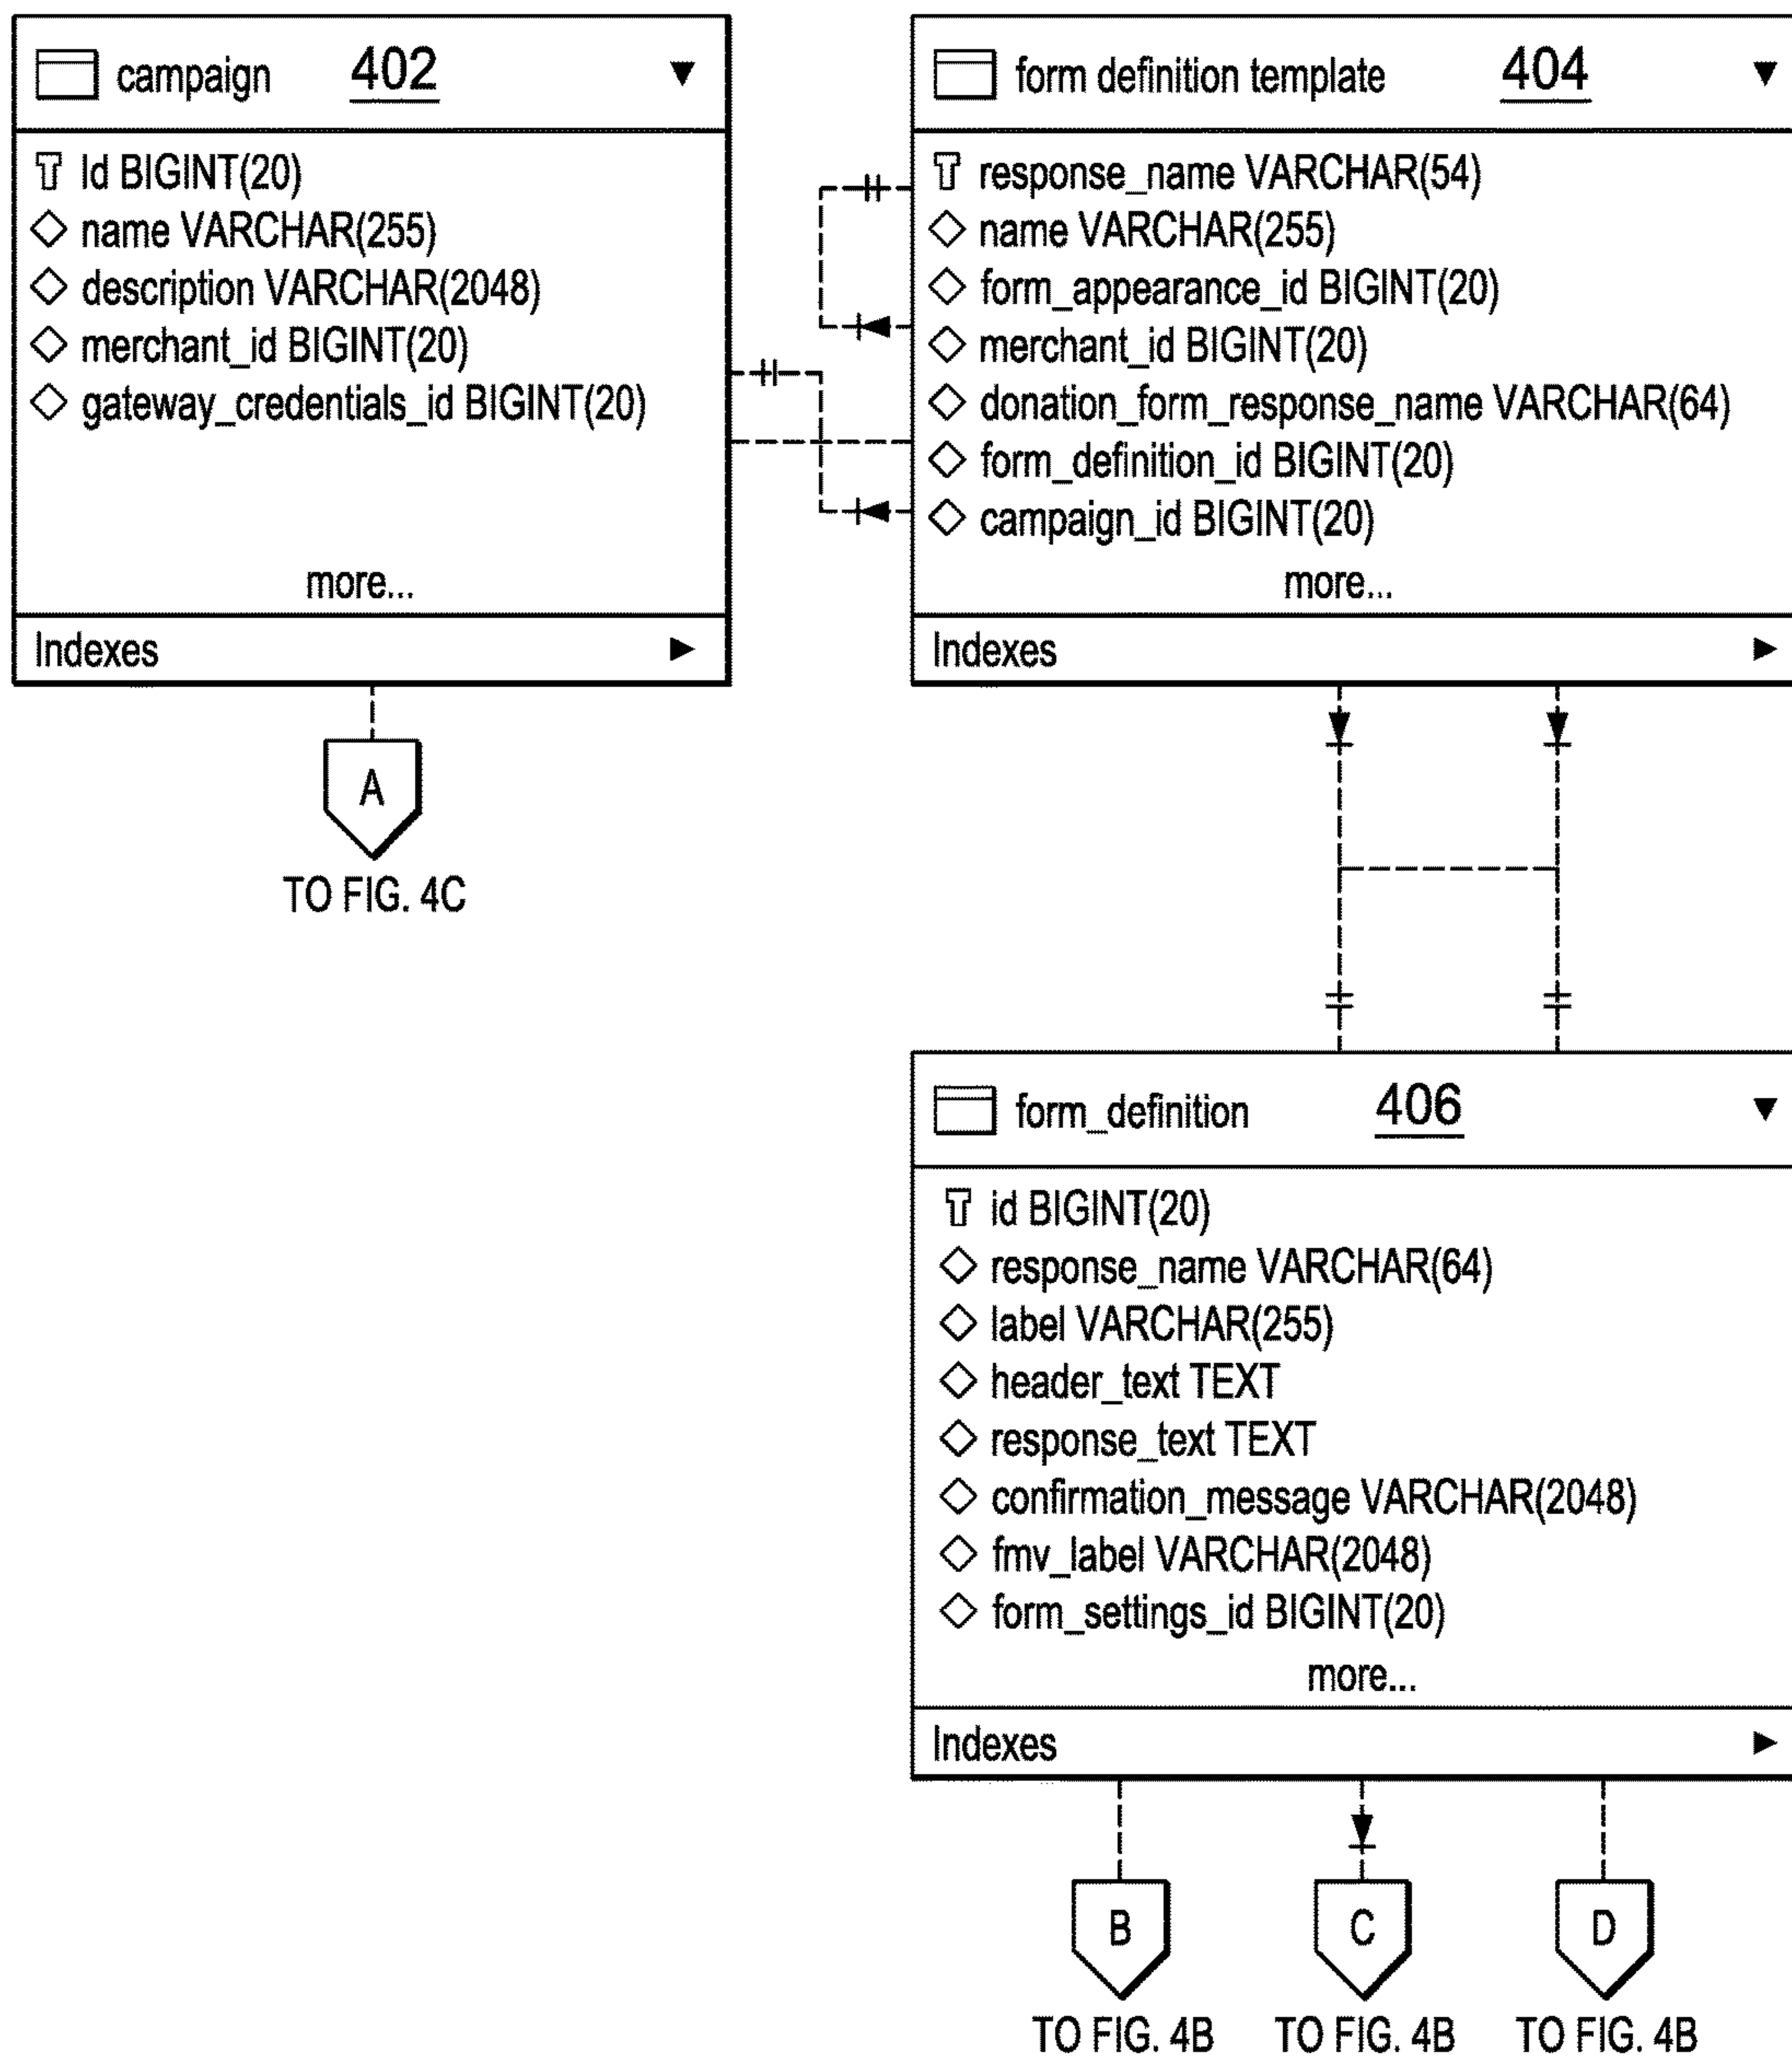 campaign 402
Id BIGINT(20)
name VARCHAR(255)
description VARCHAR(2048)
merchant_id BIGINT(20)
gateway_credentials_id BIGINT(20)
more...
Indexes
A
TO FIG. 4C
form definition template 404
response_name VARCHAR(54)
name VARCHAR(255)
form_appearance_id BIGINT(20)
merchant_id BIGINT(20)
donation_form_response_name VARCHAR(64)
form_definition_id BIGINT(20)
campaign_id BIGINT(20)
more...
Indexes
form_definition 406
id BIGINT(20)
response_name VARCHAR(64)
label VARCHAR(255)
header_text TEXT
response_text TEXT
confirmation_message VARCHAR(2048)
fmv_label VARCHAR(2048)
form_settings_id BIGINT(20)
more...
Indexes
B
TO FIG. 4B
C
TO FIG. 4B
D
TO FIG. 4B